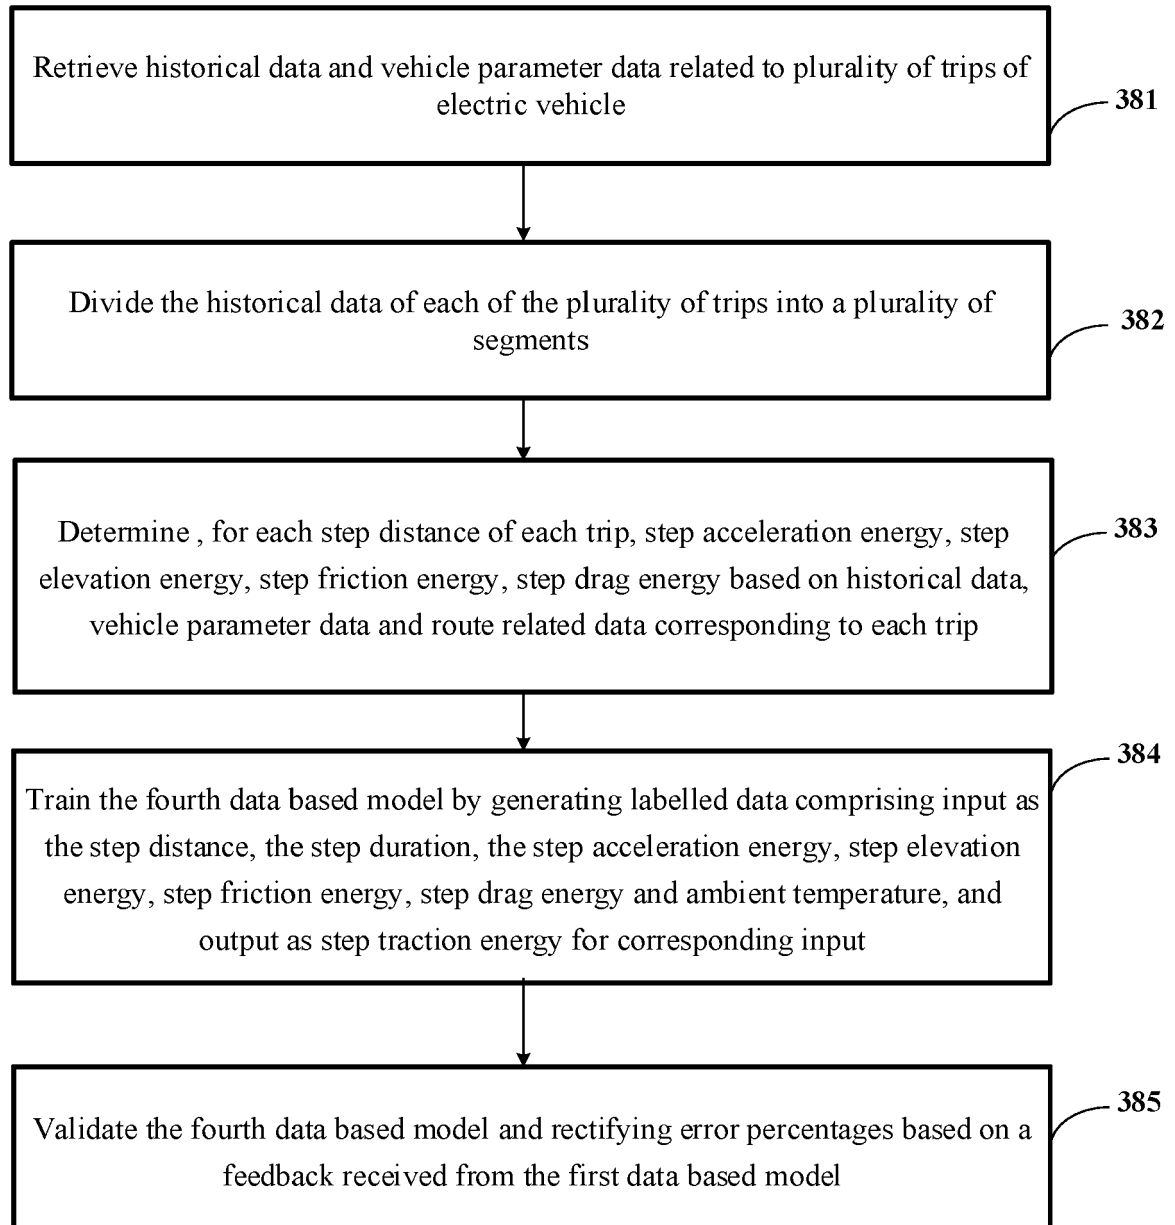 Retrieve historical data and vehicle parameter data related to plurality of trips of
electric vehicle
381
Divide the historical data of each of the plurality of trips into a plurality of
segments
382
Determine , for each step distance of each trip, step acceleration energy, step
elevation energy, step friction energy, step drag energy based on historical data,
vehicle parameter data and route related data corresponding to each trip
383
Train the fourth data based model by generating labelled data comprising input as
the step distance, the step duration, the step acceleration energy, step elevation
energy, step friction energy, step drag energy and ambient temperature, and
output as step traction energy for corresponding input
384
Validate the fourth data based model and rectifying error percentages based on a
feedback received from the first data based model
385